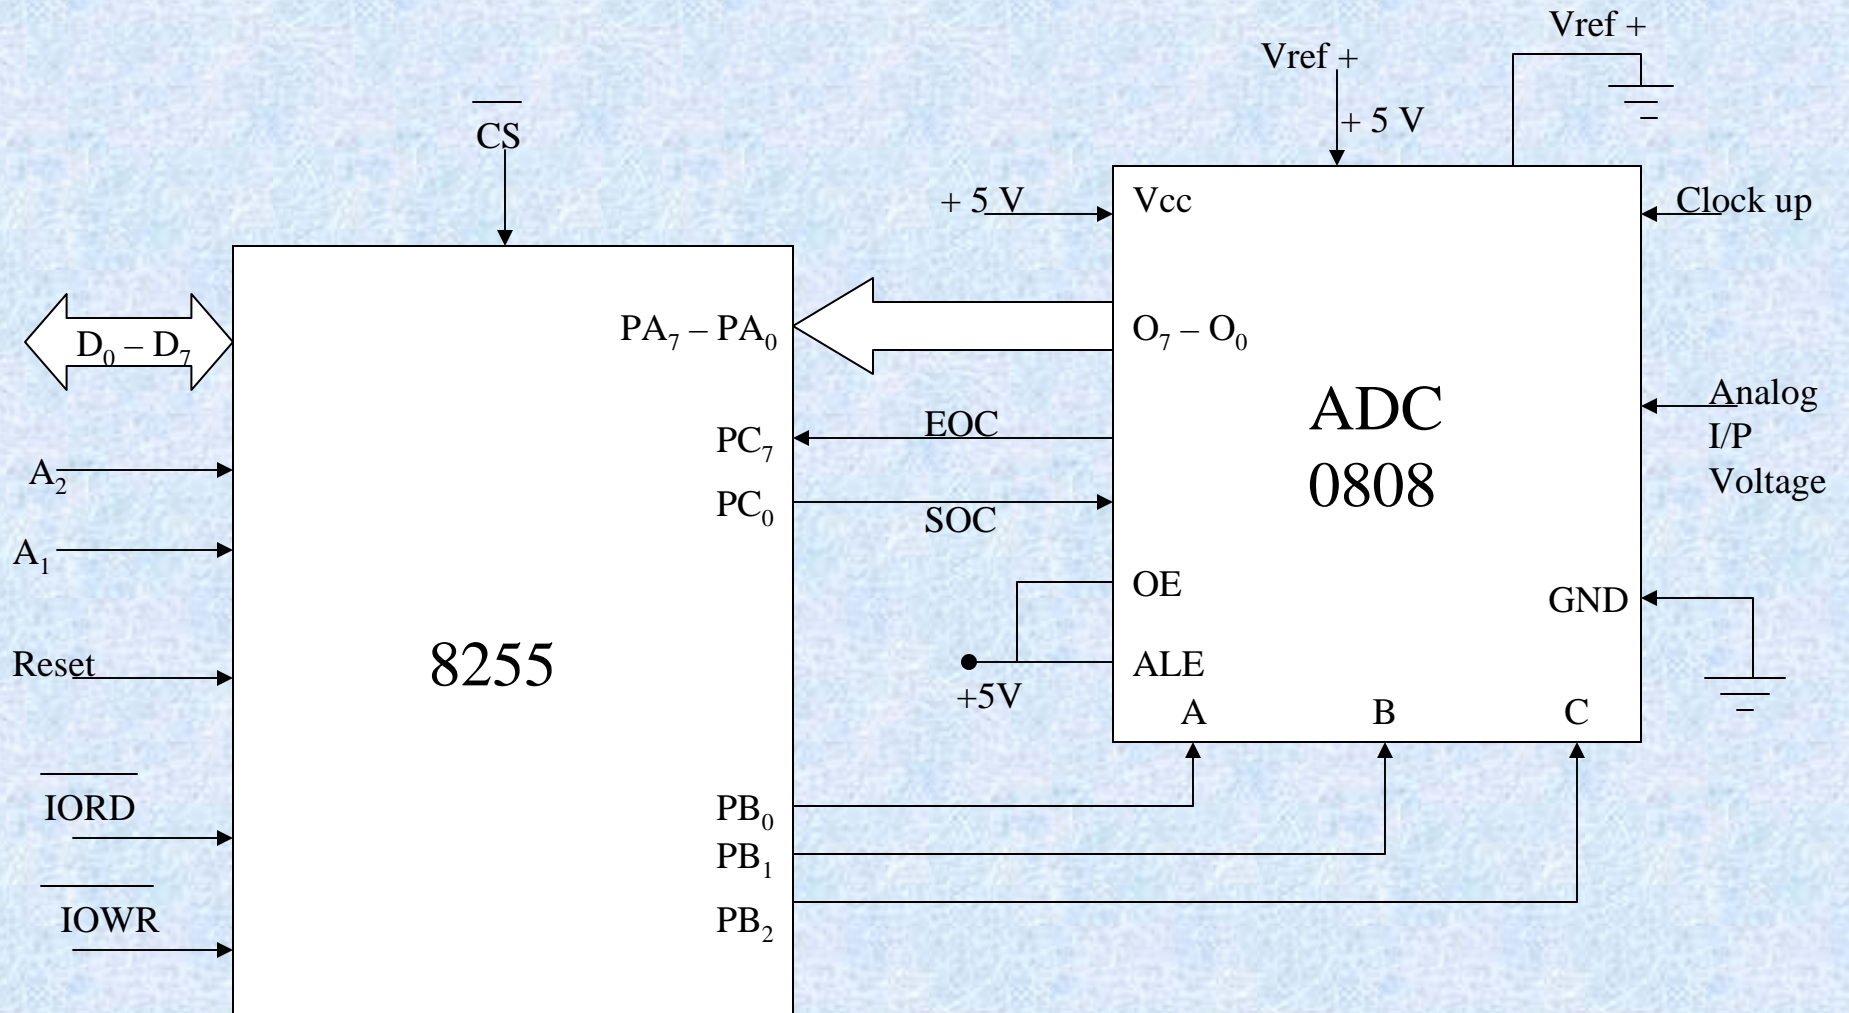 Vref +
Vref +
+ 5 V
CS
+ 5 V
Vcc
Clock up
D0 – D7
PA7 – PA0
O7 – O0
ADC
0808
Analog
I/P
Voltage
EOC
PC7
A2
PC0
SOC
A1
OE
GND
Reset
8255
ALE
+5V
A
B
C
IORD
PB0
PB1
IOWR
PB2